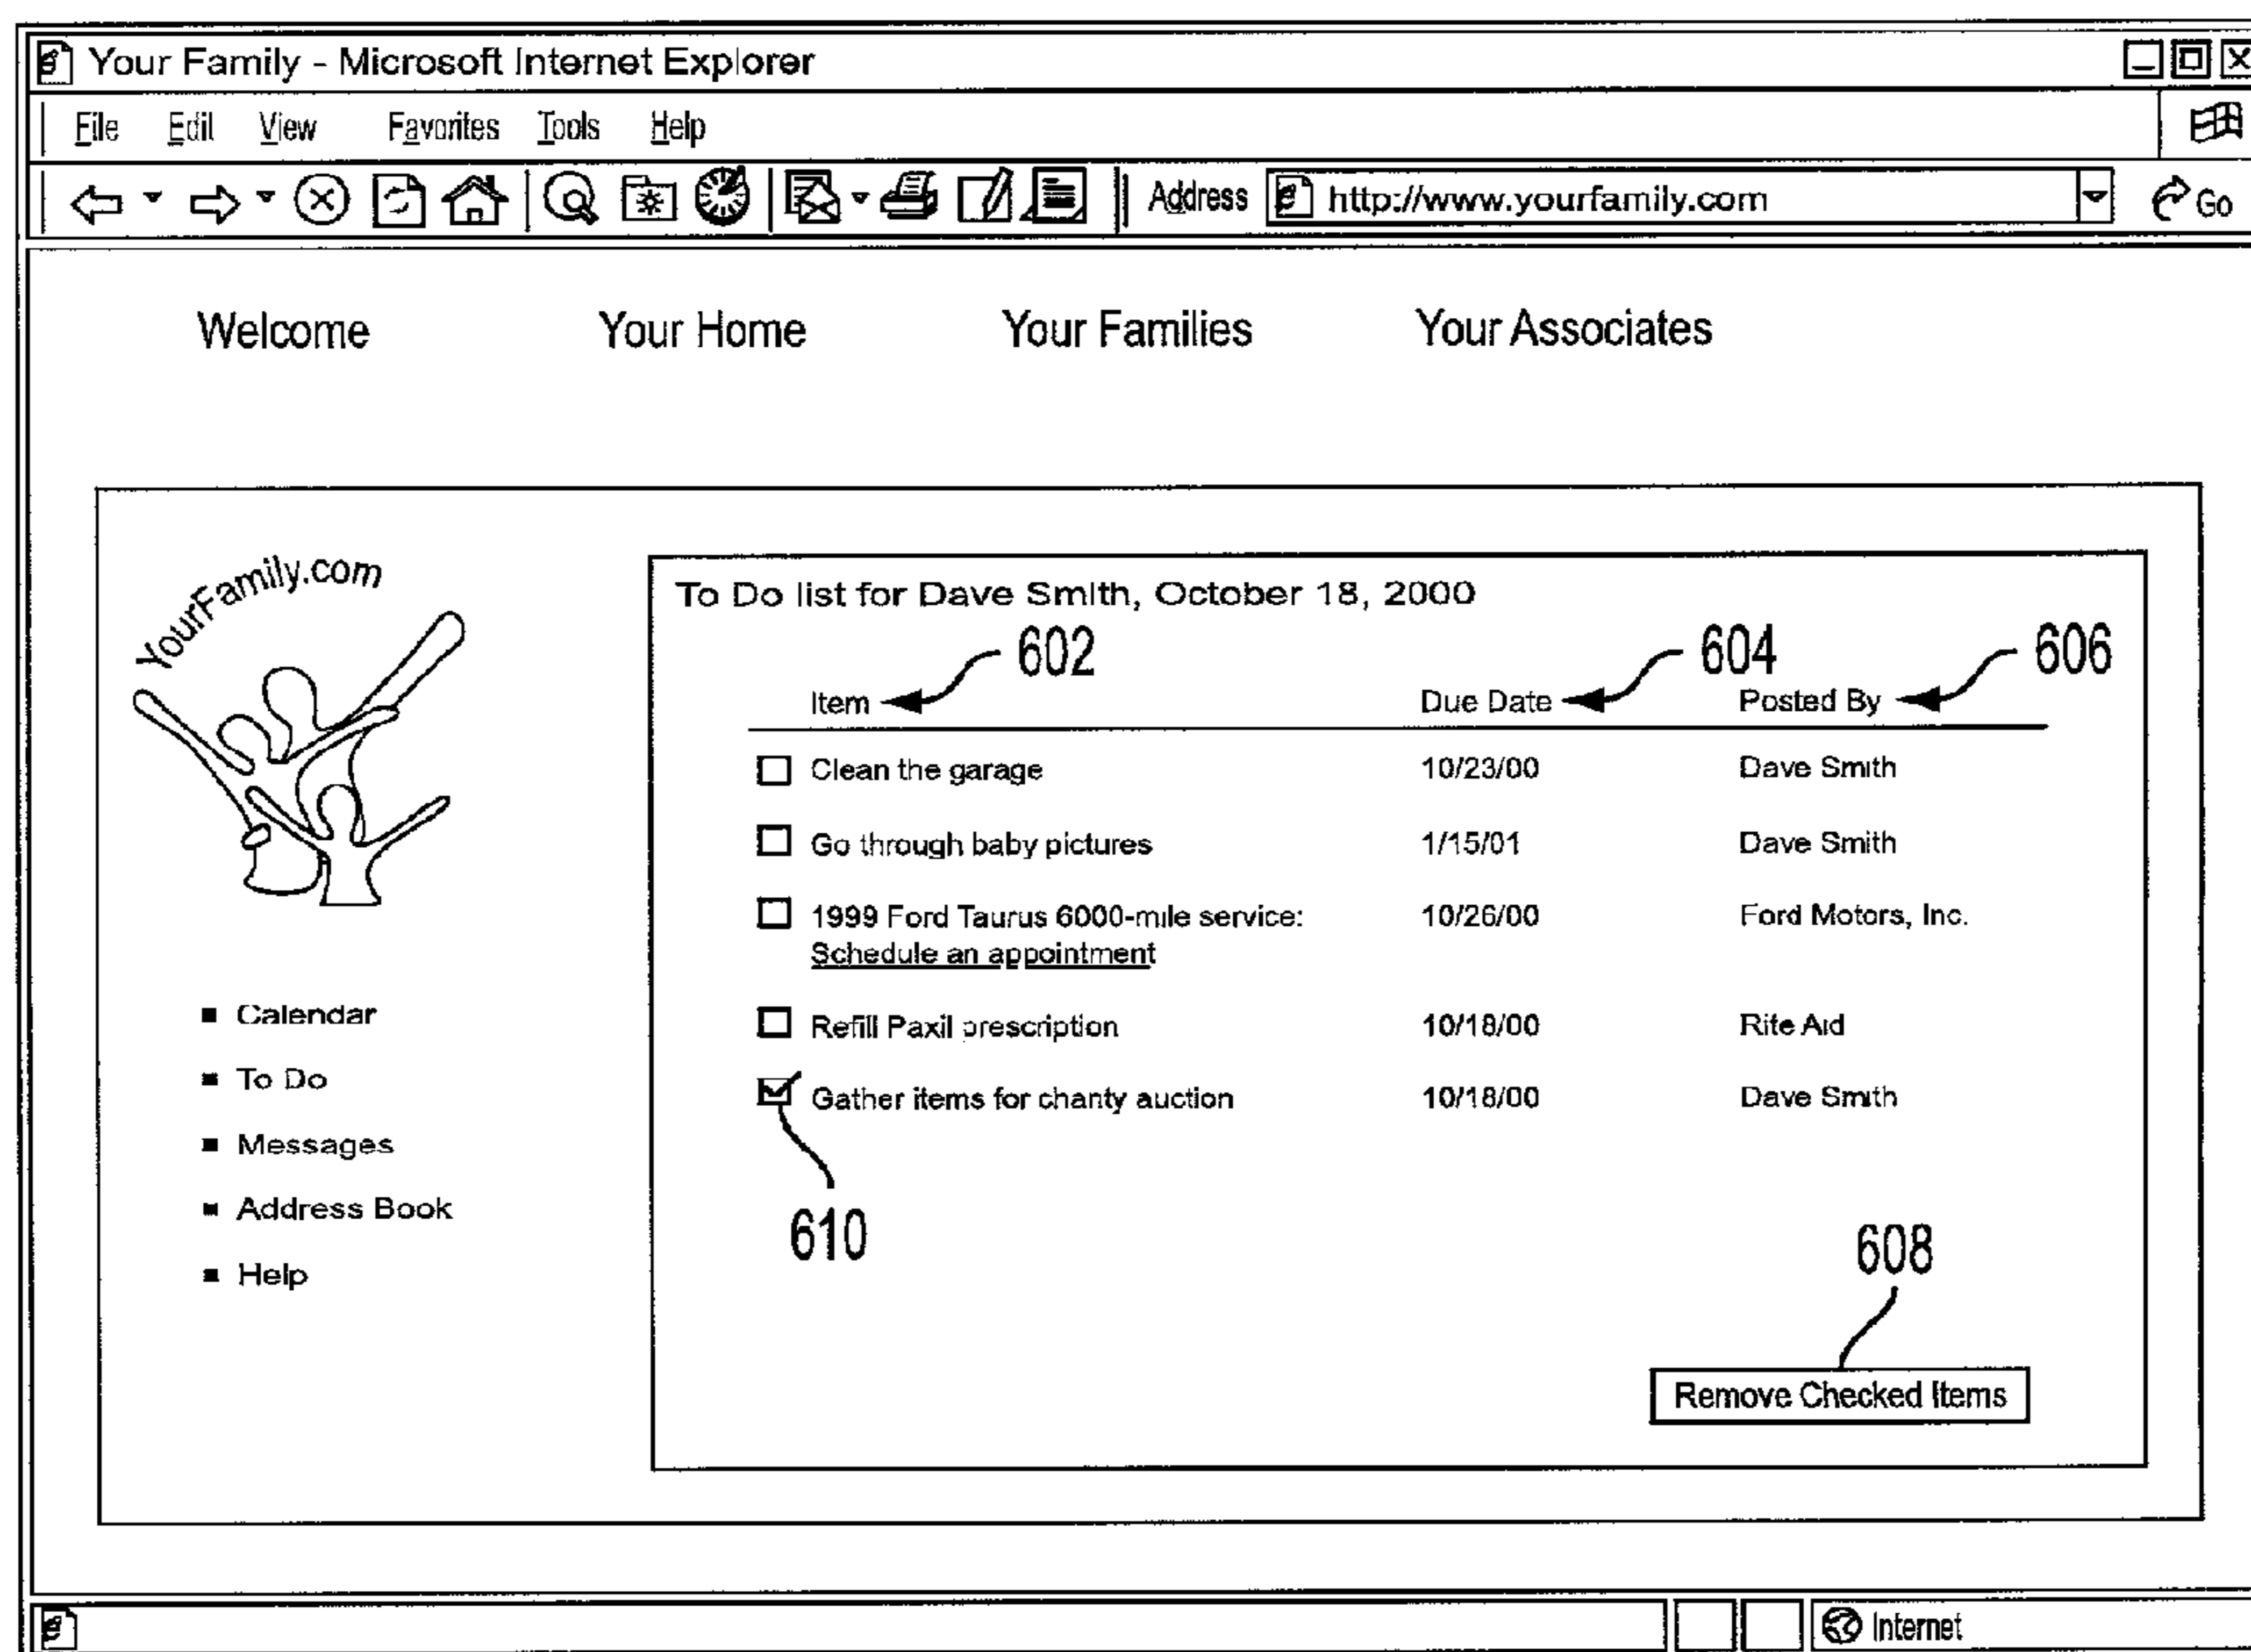 Your Family - Microsoft Internet Explorer
File Edit View Favorites Tools Help
Address http://www.yourfamily.com Go
Welcome Your Home Your Families Your Associates
YourFamily.com
Calendar
To Do
Messages
Address Book
Help
To Do list for Dave Smith, October 18, 2000
602 604 606
Item Due Date Posted By
Clean the garage 10/23/00 Dave Smith
Go through baby pictures 1/15/01 Dave Smith
1999 Ford Taurus 6000-mile service: 10/26/00 Ford Motors, Inc.
Schedule an appointment
Refill Paxil prescription 10/18/00 Rite Aid
Gather items for charity auction 10/18/00 Dave Smith
610
608
Remove Checked Items
Internet